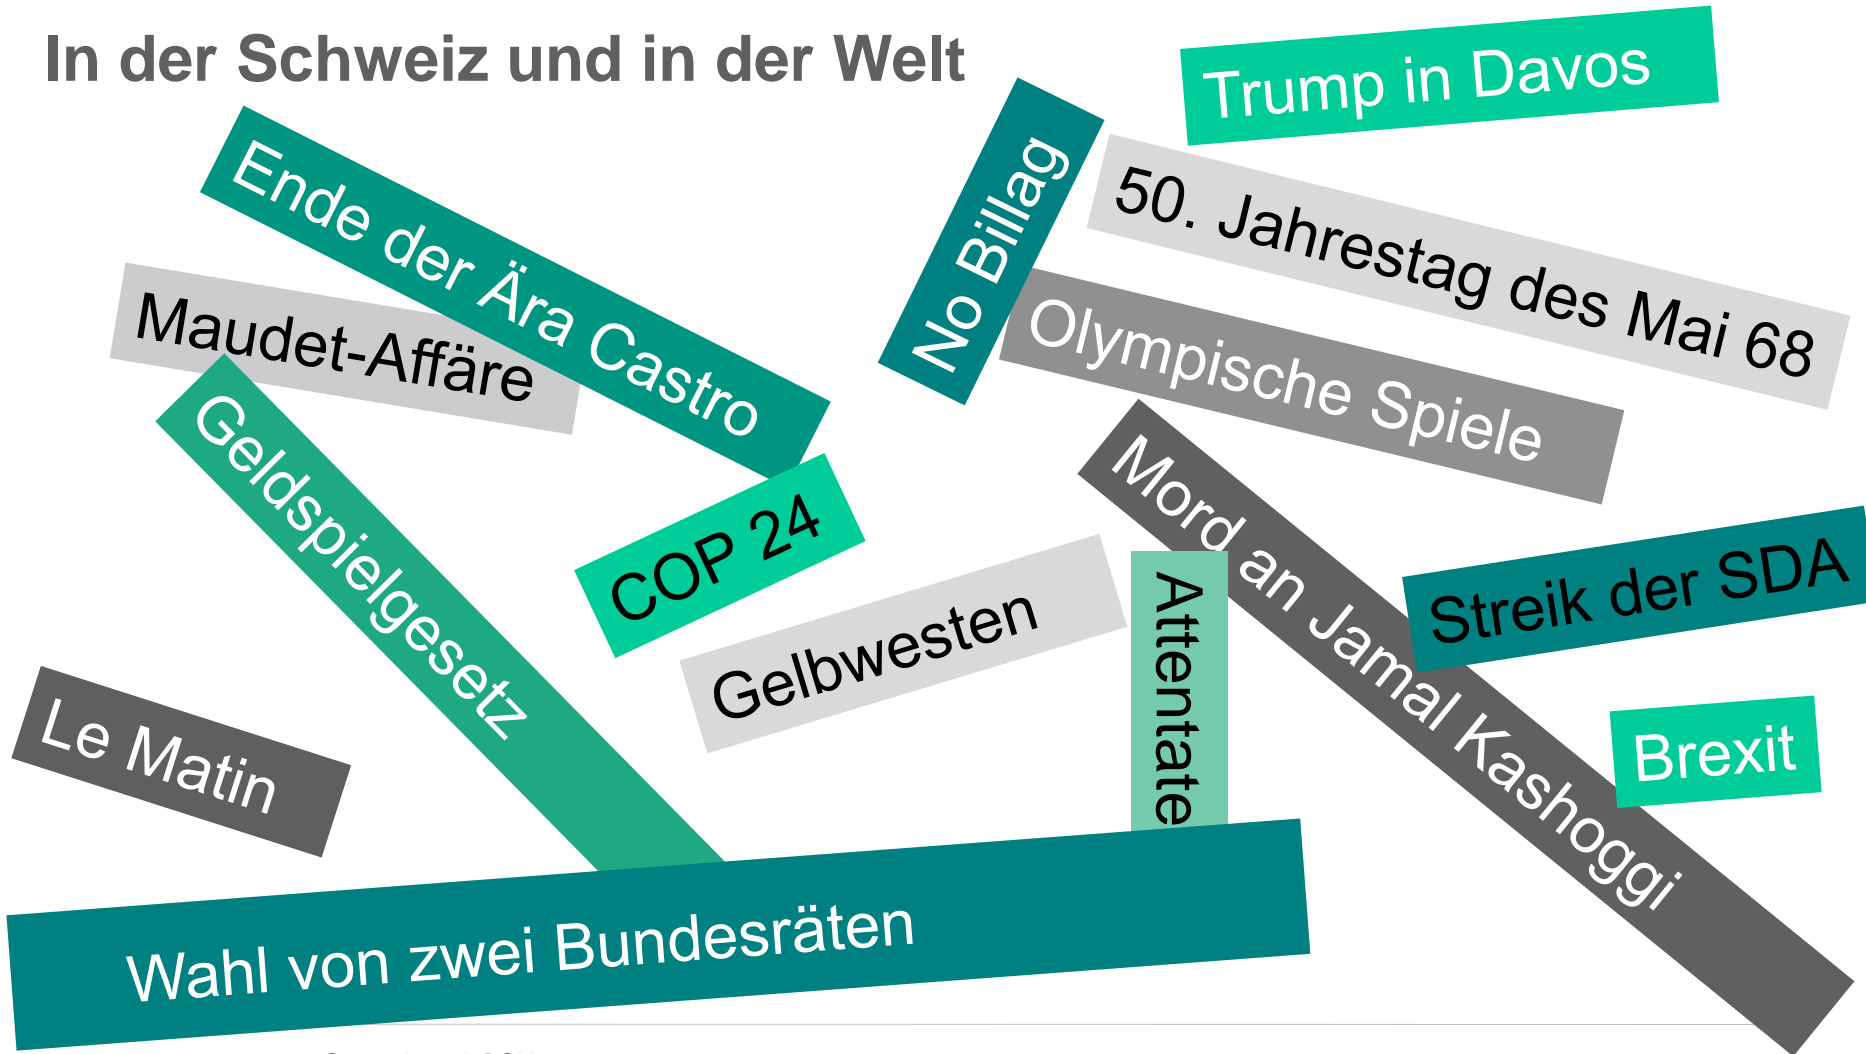 In der Schweiz und in der Welt
Trump in Davos
Ende der Ära Castro
No Billag
50. Jahrestag des Mai 68
Maudet-Affäre
Olympische Spiele
Geldspielgesetz
COP 24
Mord an Jamal Kashoggi
Streik der SDA
Gelbwesten
Attentate
Le Matin
Brexit
Wahl von zwei Bundesräten